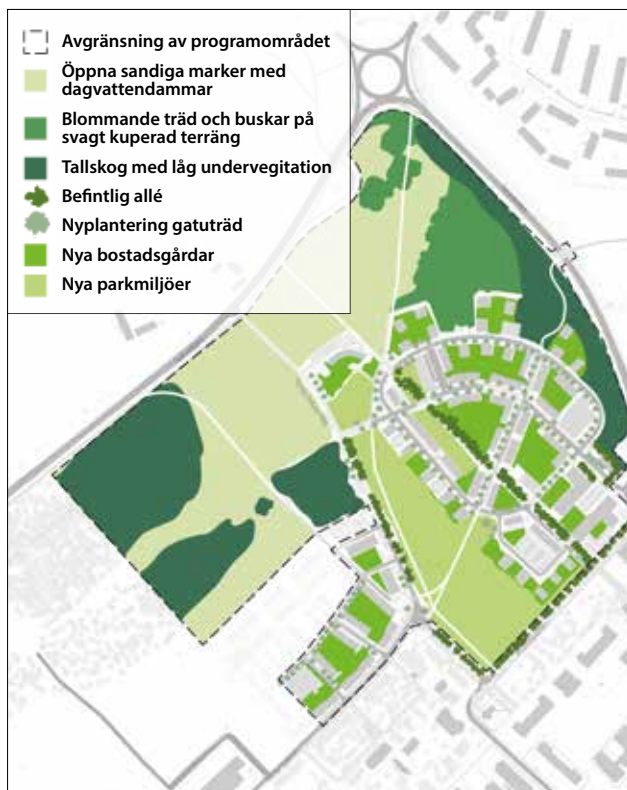 Avgränsning av programområdet
Öppna sandiga marker med
dagvattendammar
Blommande träd och buskar på
svagt kuperad terräng
Tallskog med låg undervegitation
Befintlig allé
Nyplantering gatuträd
Nya bostadsgårdar
Nya parkmiljöer